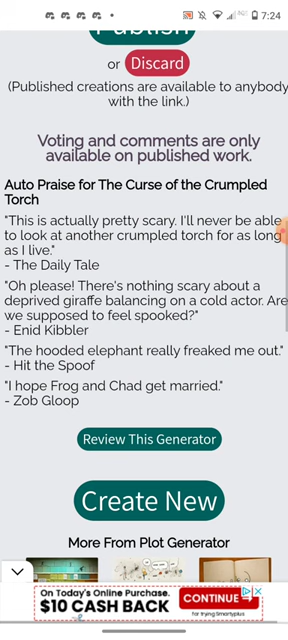 7:24
Publish
or Discard
(Published creations are available to anybody
with the link.)
Voting and comments are only
available on published work.
Auto Praise for The Curse of the Crumpled
Torch
"This is actually pretty scary. I'll never be able
to look at another crumpled torch for as long
as I live."
- The Daily Tale
"Oh please! There's nothing scary about a
deprived giraffe balancing on a cold actor. Are
we supposed to feel spooked?"
- Enid Kibbler
"The hooded elephant really freaked me out."
- Hit the Spoof
"I hope Frog and Chad get married."
- Zob Gloop
Review This Generator
Create New
More From Plot Generator
On Today's Online Purchase.
$10 CASH BACK
CONTINUE
for trying Smartyplus